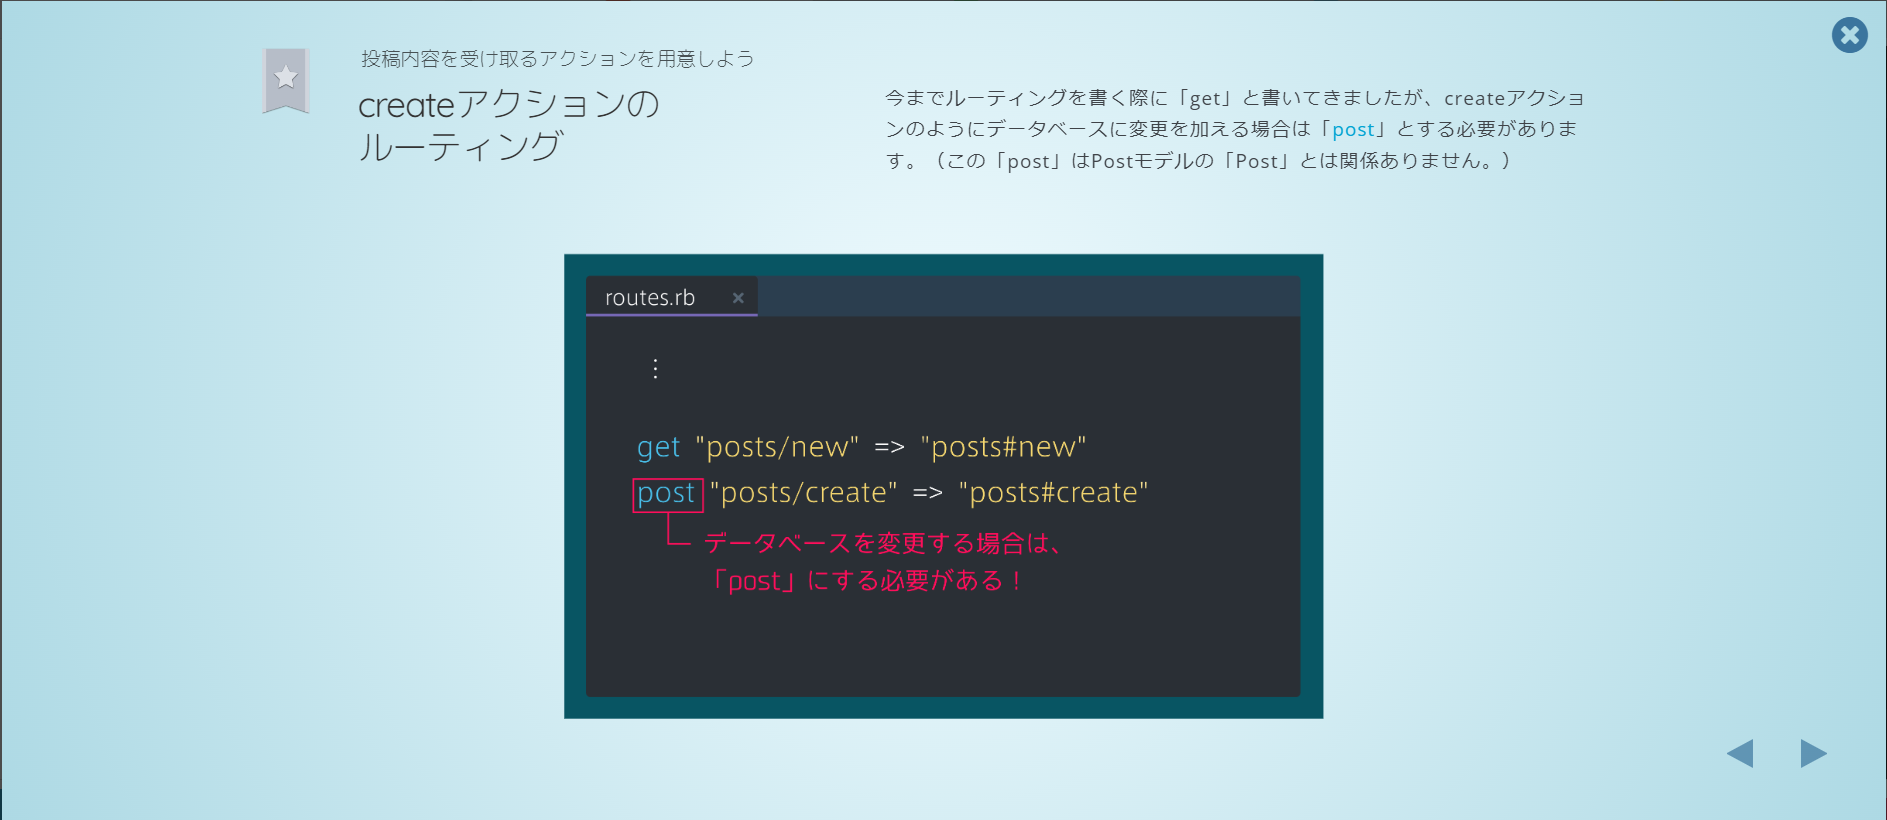 投稿内容を受け取るアクションを用意しよう
createアクションの
ルーティング
今までルーティングを書く際に「get」と書いてきましたが、createアクショ
ンのようにデータベースに変更を加える場合は「post」とする必要がありま
す。（この「post」はPostモデルの「Post」とは関係ありません。）
routes.rb ×
⋮
get "posts/new" => "posts#new"
post "posts/create" => "posts#create"
データベースを変更する場合は、
「post」にする必要がある！